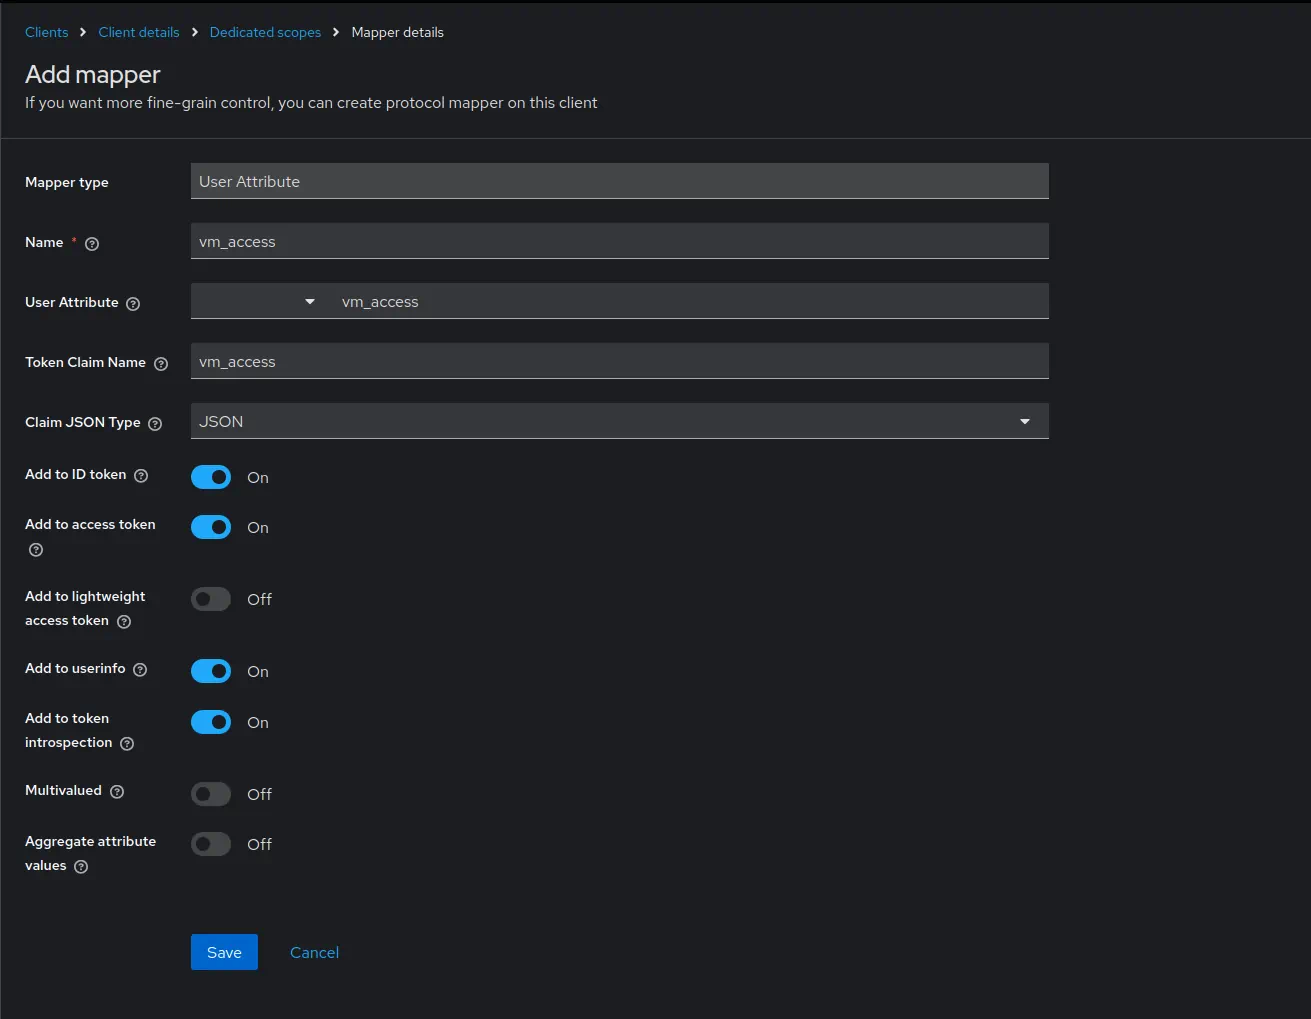 Clients > Client details > Dedicated scopes > Mapper details
Add mapper
If you want more fine-grain control, you can create protocol mapper on this client
Mapper type User Attribute
Name * vm_access
User Attribute vm_access
Token Claim Name vm_access
Claim JSON Type JSON
Add to ID token On
Add to access token On
Add to lightweight
access token Off
Add to userinfo On
Add to token
introspection On
Multivalued Off
Aggregate attribute
values Off
Save Cancel